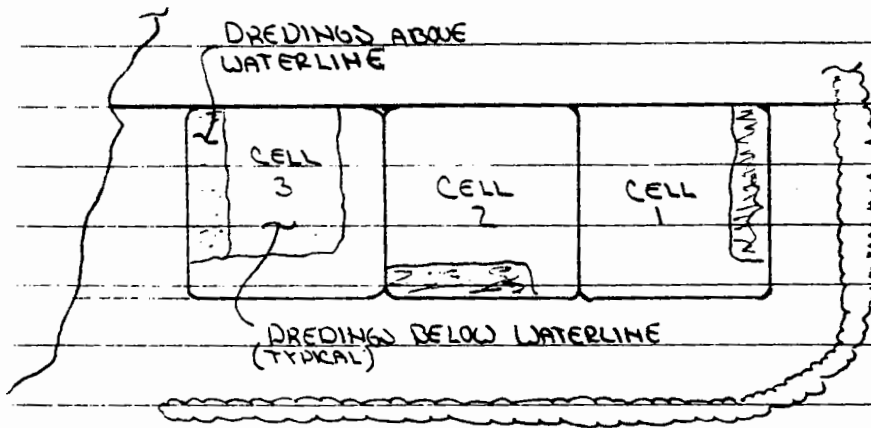 DREDINGS ABOVE
WATERLINE
CELL
3
CELL
2
CELL
1
DREDINGS BELOW WATERLINE
(TYPICAL)